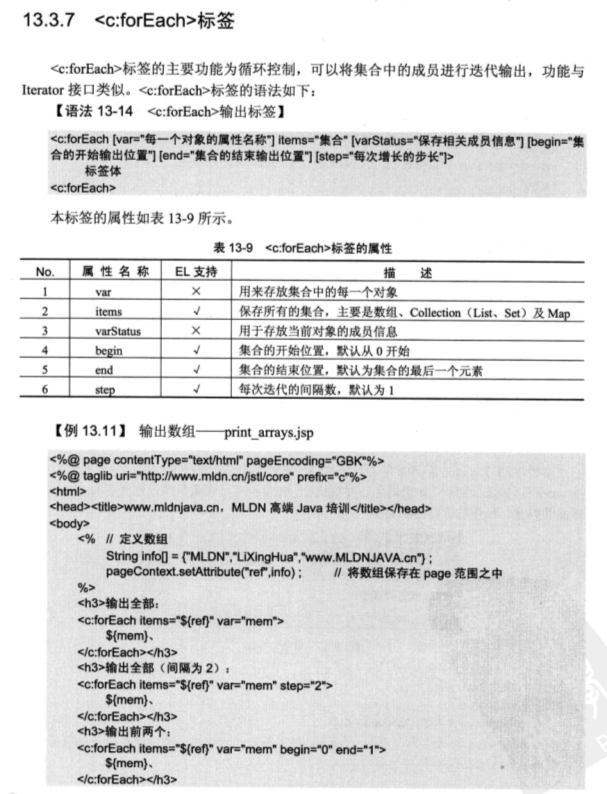 13.3.7 <c:forEach>标签
<c:forEach>标签的主要功能为循环控制，可以将集合中的成员进行迭代输出，功能与
Iterator 接口类似。<c:forEach>标签的语法如下：
【语法 13-14 <c:forEach>输出标签】
<c:forEach [var="每一个对象的属性名称"] items="集合" [varStatus="保存相关成员信息"] [begin="集
合的开始输出位置"] [end="集合的结束输出位置"] [step="每次增长的步长"]>
标签体
<c:forEach>
本标签的属性如表 13-9 所示。
表 13-9 <c:forEach>标签的属性
No. 属性名称 EL 支持 描述
1 var × 用来存放集合中的每一个对象
2 items √ 保存所有的集合，主要是数组、Collection（List、Set）及 Map
3 varStatus × 用于存放当前对象的成员信息
4 begin √ 集合的开始位置，默认从 0 开始
5 end √ 集合的结束位置，默认为集合的最后一个元素
6 step √ 每次迭代的间隔数，默认为 1
【例 13.11】 输出数组——print_arrays.jsp
<%@ page contentType="text/html" pageEncoding="GBK"%>
<%@ taglib uri="http://www.mldn.cn/jstl/core" prefix="c"%>
<html>
<head><title>www.mldnjava.cn，MLDN 高端 Java 培训</title></head>
<body>
<% // 定义数组
String info[] = {"MLDN","LiXingHua","www.MLDNJAVA.cn"} ;
pageContext.setAttribute("ref",info) ; // 将数组保存在 page 范围之中
%>
<h3>输出全部：
<c:forEach items="${ref}" var="mem">
${mem}、
</c:forEach></h3>
<h3>输出全部（间隔为 2）：
<c:forEach items="${ref}" var="mem" step="2">
${mem}、
</c:forEach></h3>
<h3>输出前两个：
<c:forEach items="${ref}" var="mem" begin="0" end="1">
${mem}、
</c:forEach></h3>